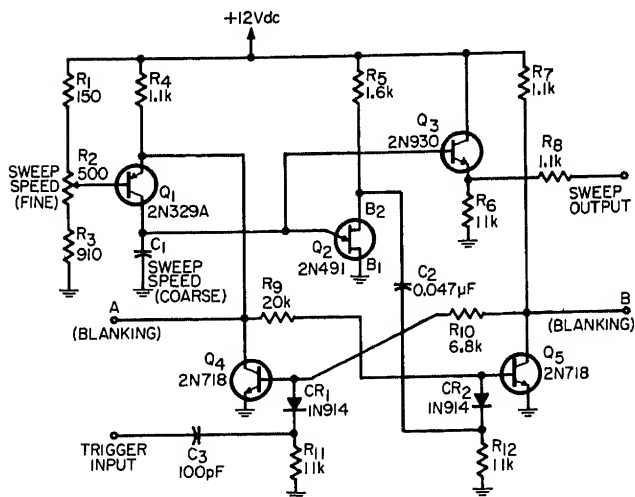 +12Vdc
R1
150
R4
1.1k
R5
1.6k
R7
1.1k
Q3
2N930
R8
1.1k
R2
500
SWEEP
SPEED
(FINE)
Q1
2N329A
R6
11k
SWEEP
OUTPUT
R3
910
C1
SWEEP
SPEED
(COARSE)
Q2
2N491
B2
B1
C2
0.047μF
A
(BLANKING)
R9
20k
R10
6.8k
B
(BLANKING)
Q4
2N718
Q5
2N718
CR1
1N914
CR2
1N914
TRIGGER
INPUT
C3
100pF
R11
11k
R12
11k